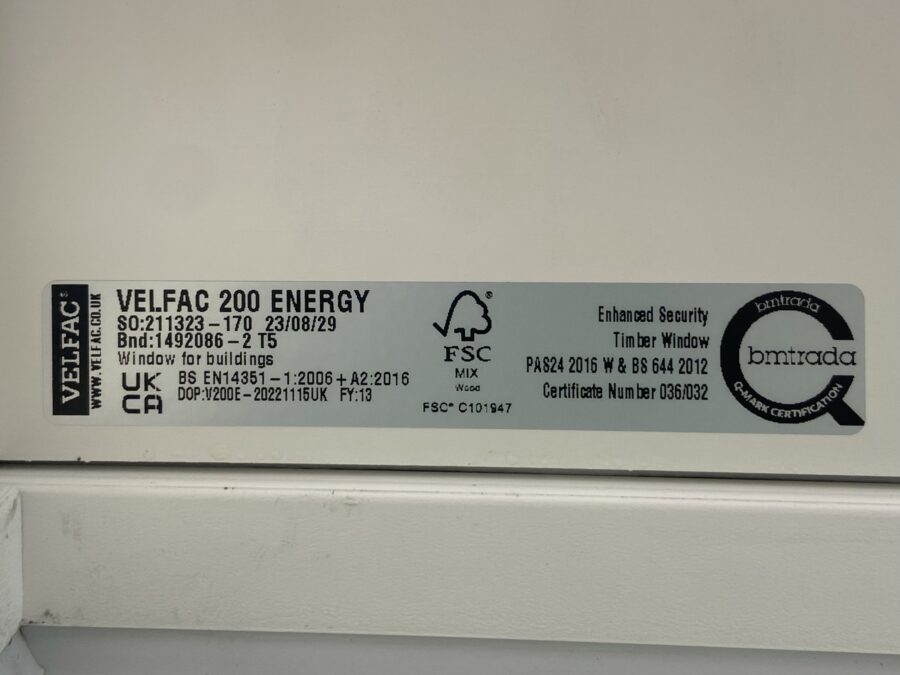 VELFAC®
WWW.VELFAC.CO.UK
VELFAC 200 ENERGY
SO:211323-170 23/08/29
Bnd:1492086-2 T5
Window for buildings
UK
CA
BS EN14351-1:2006+A2:2016
DOP:V200E-20221115UK FY:13
®
FSC
MIX
Wood
FSC® C101947
Enhanced Security
Timber Window
PAS24 2016 W & BS 644 2012
Certificate Number 036/032
bmtrada
bmtrada
Q-MARK CERTIFICATION